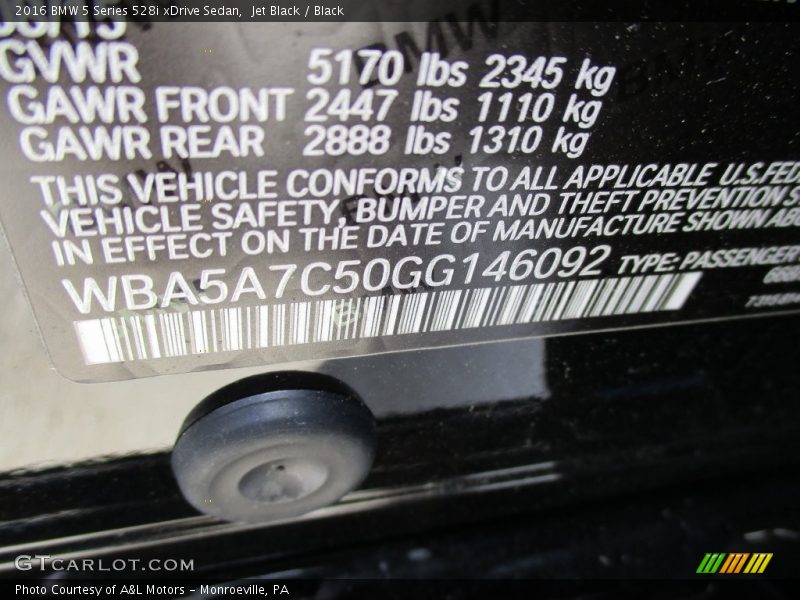 2016 BMW 5 Series 528i xDrive Sedan,  Jet Black / Black
GVWR 5170 lbs 2345 kg
GAWR FRONT 2447 lbs 1110 kg
GAWR REAR 2888 lbs 1310 kg
THIS VEHICLE CONFORMS TO ALL APPLICABLE U.S.FED
VEHICLE SAFETY, BUMPER AND THEFT PREVENTION S
IN EFFECT ON THE DATE OF MANUFACTURE SHOWN ABO
WBA5A7C50GG146092 TYPE: PASSENGER
GTCARLOT.COM
Photo Courtesy of A&L Motors - Monroeville, PA